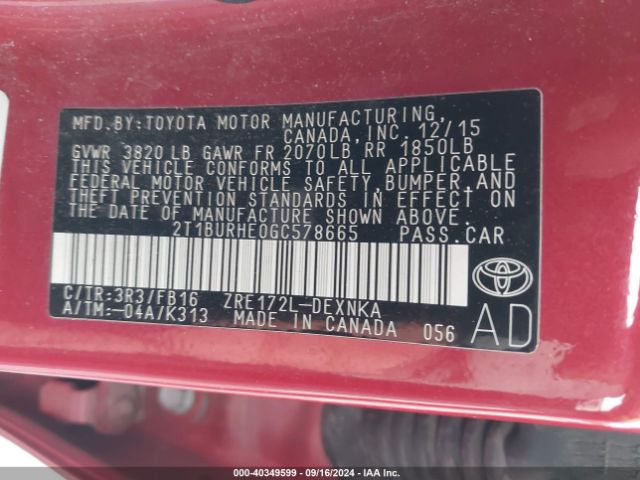 MFD.BY:TOYOTA MOTOR MANUFACTURING,
CANADA, INC. 12/15
GVWR 3820 LB GAWR FR 2070LB RR 1850LB
THIS VEHICLE CONFORMS TO ALL APPLICABLE
FEDERAL MOTOR VEHICLE SAFETY, BUMPER, AND
THEFT PREVENTION STANDARDS IN EFFECT ON
THE DATE OF MANUFACTURE SHOWN ABOVE.
2T1BURHE0GC578665 PASS.CAR
C/TR:3R3/FB16 ZRE172L-DEXNKA
A/TM:-04A/K313 MADE IN CANADA 056
AD
000-40349599 - 09/16/2024 - IAA Inc.